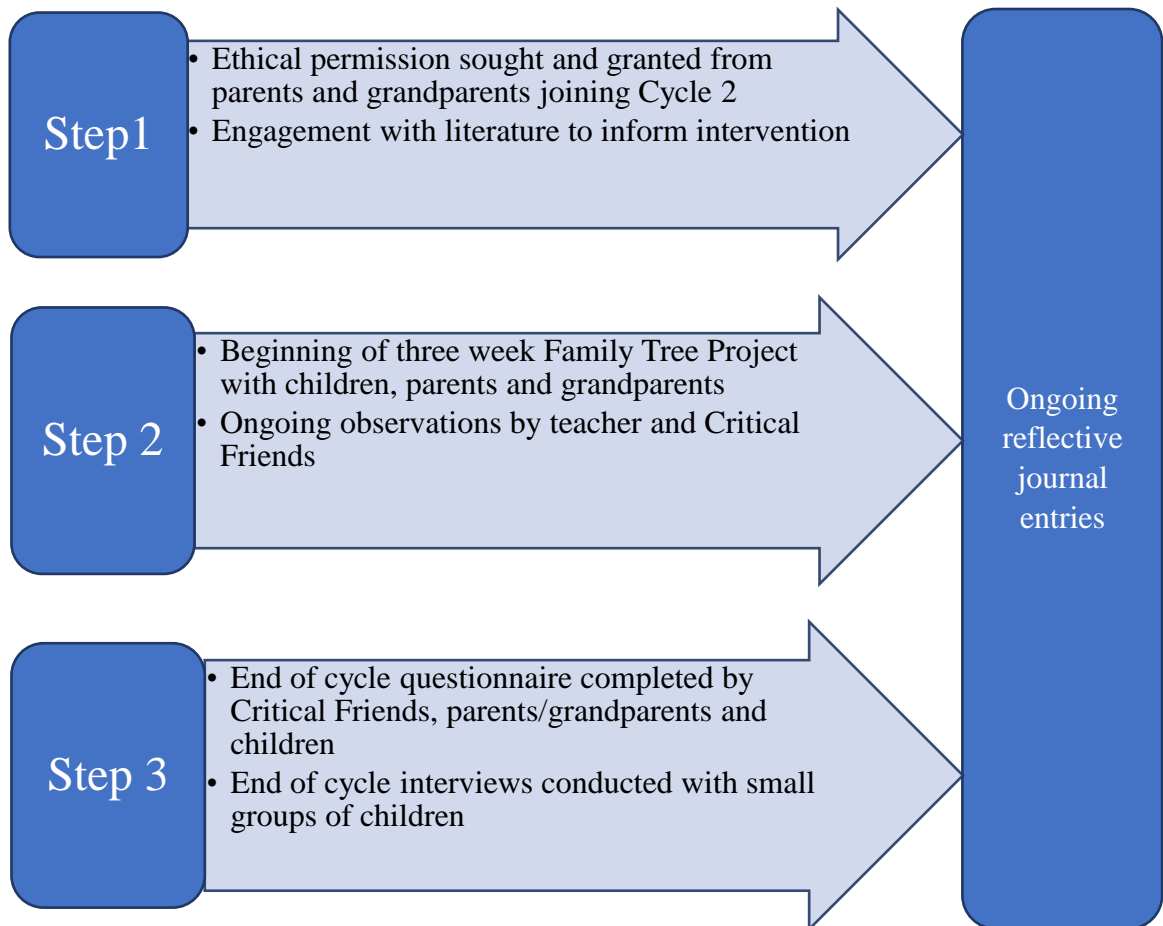 Step1
• Ethical permission sought and granted from
parents and grandparents joining Cycle 2
• Engagement with literature to inform intervention
Step 2
• Beginning of three week Family Tree Project
with children, parents and grandparents
• Ongoing observations by teacher and Critical
Friends
Step 3
• End of cycle questionnaire completed by
Critical Friends, parents/grandparents and
children
• End of cycle interviews conducted with small
groups of children
Ongoing
reflective
journal
entries